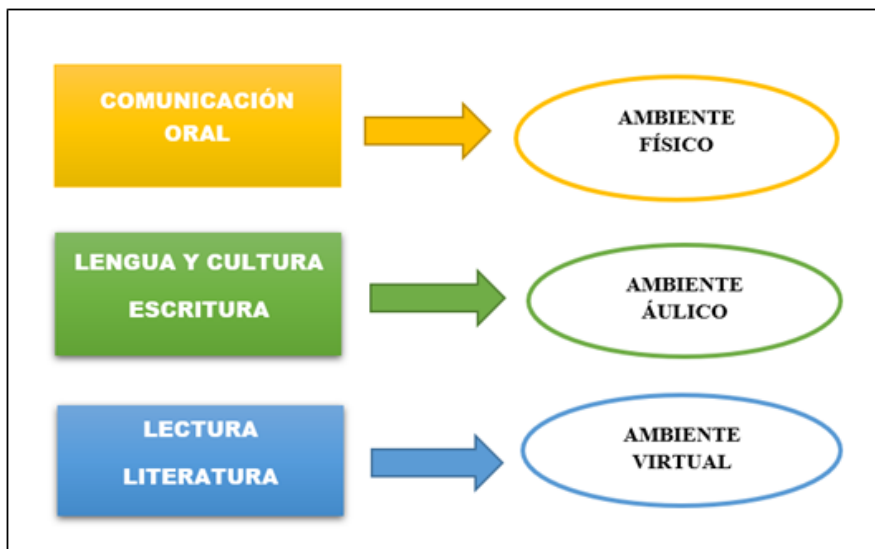 COMUNICACIÓN
ORAL
AMBIENTE
FÍSICO
LENGUA Y CULTURA
ESCRITURA
AMBIENTE
ÁULICO
LECTURA
LITERATURA
AMBIENTE
VIRTUAL